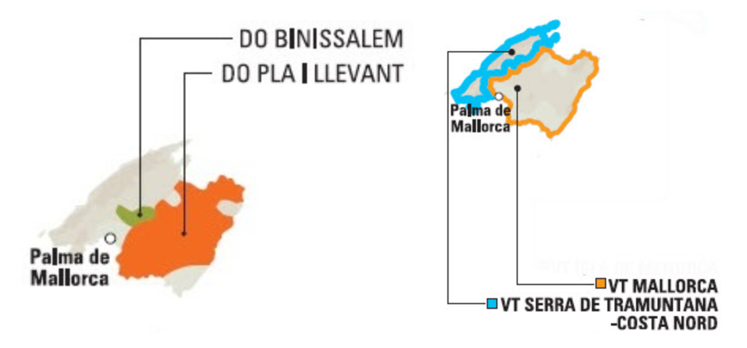 DO BINISSALEM
DO PLA I LLEVANT
Palma de
Mallorca
Palma de
Mallorca
VT MALLORCA
VT SERRA DE TRAMUNTANA
-COSTA NORD